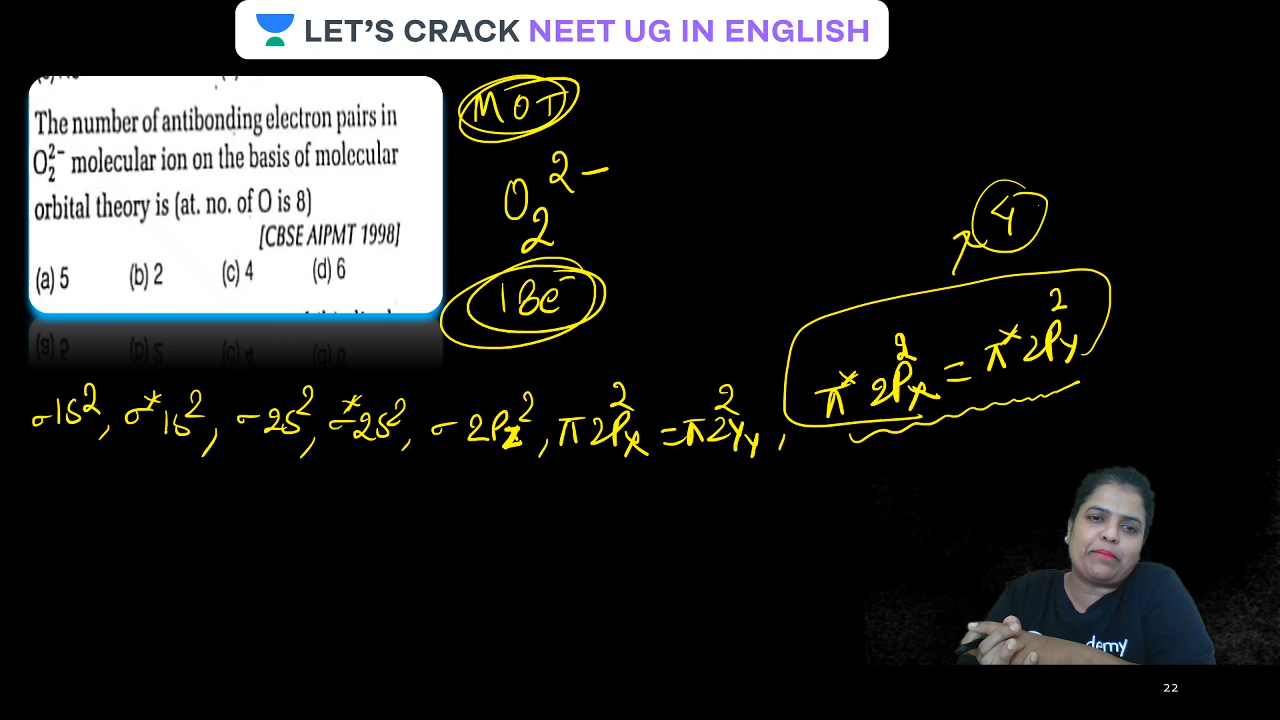 LET'S CRACK NEET UG IN ENGLISH
The number of antibonding electron pairs in
O₂²⁻ molecular ion on the basis of molecular
orbital theory is (at. no. of O is 8)
[CBSE AIPMT 1998]
(a) 5 (b) 2 (c) 4 (d) 6
MOT
O₂²⁻
18e⁻
4
σ1s², σ*1s², σ2s², σ*2s², σ2Pz², π2Px² = π2Yy², π*2Px² = π*2Py²
demy
22